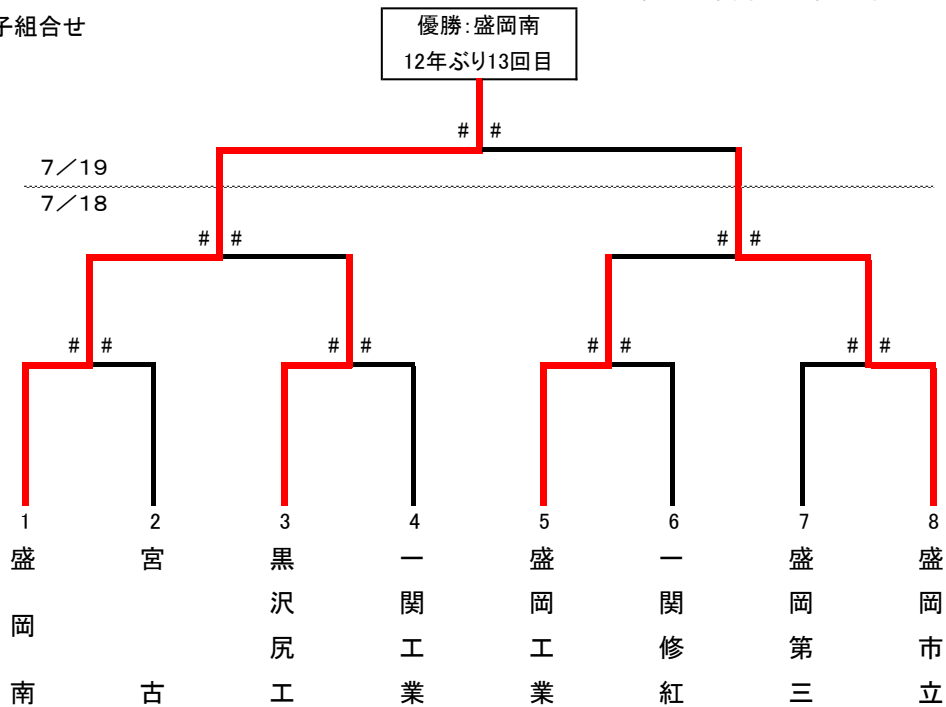 子組合せ
優勝:盛岡南
12年ぶり13回目
# #
7/19
7/18
# # # #
# # # # # # # #
1 2 3 4 5 6 7 8
盛岡南
宮古
黒沢尻工
一関工業
盛岡工業
一関修紅
盛岡第三
盛岡市立